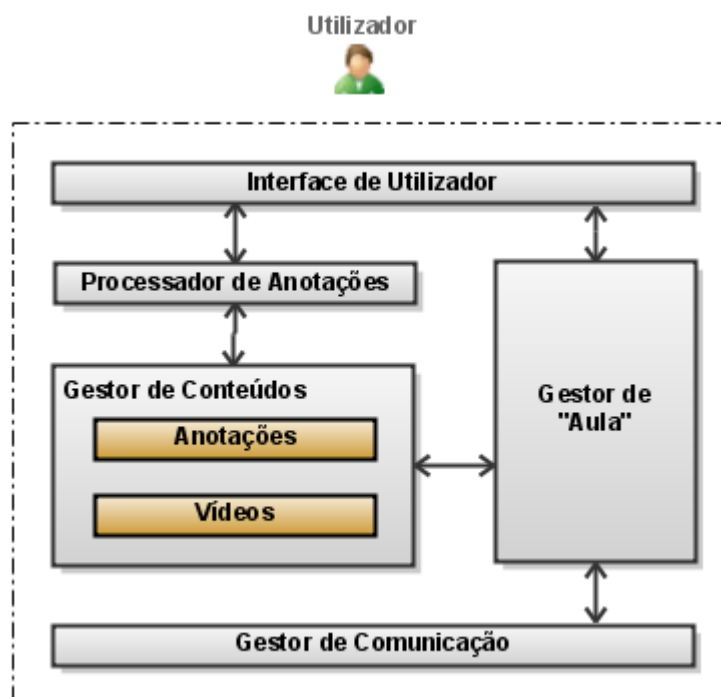 Utilizador
Interface de Utilizador
Processador de Anotações
Gestor de Conteúdos
Anotações
Vídeos
Gestor de
"Aula"
Gestor de Comunicação